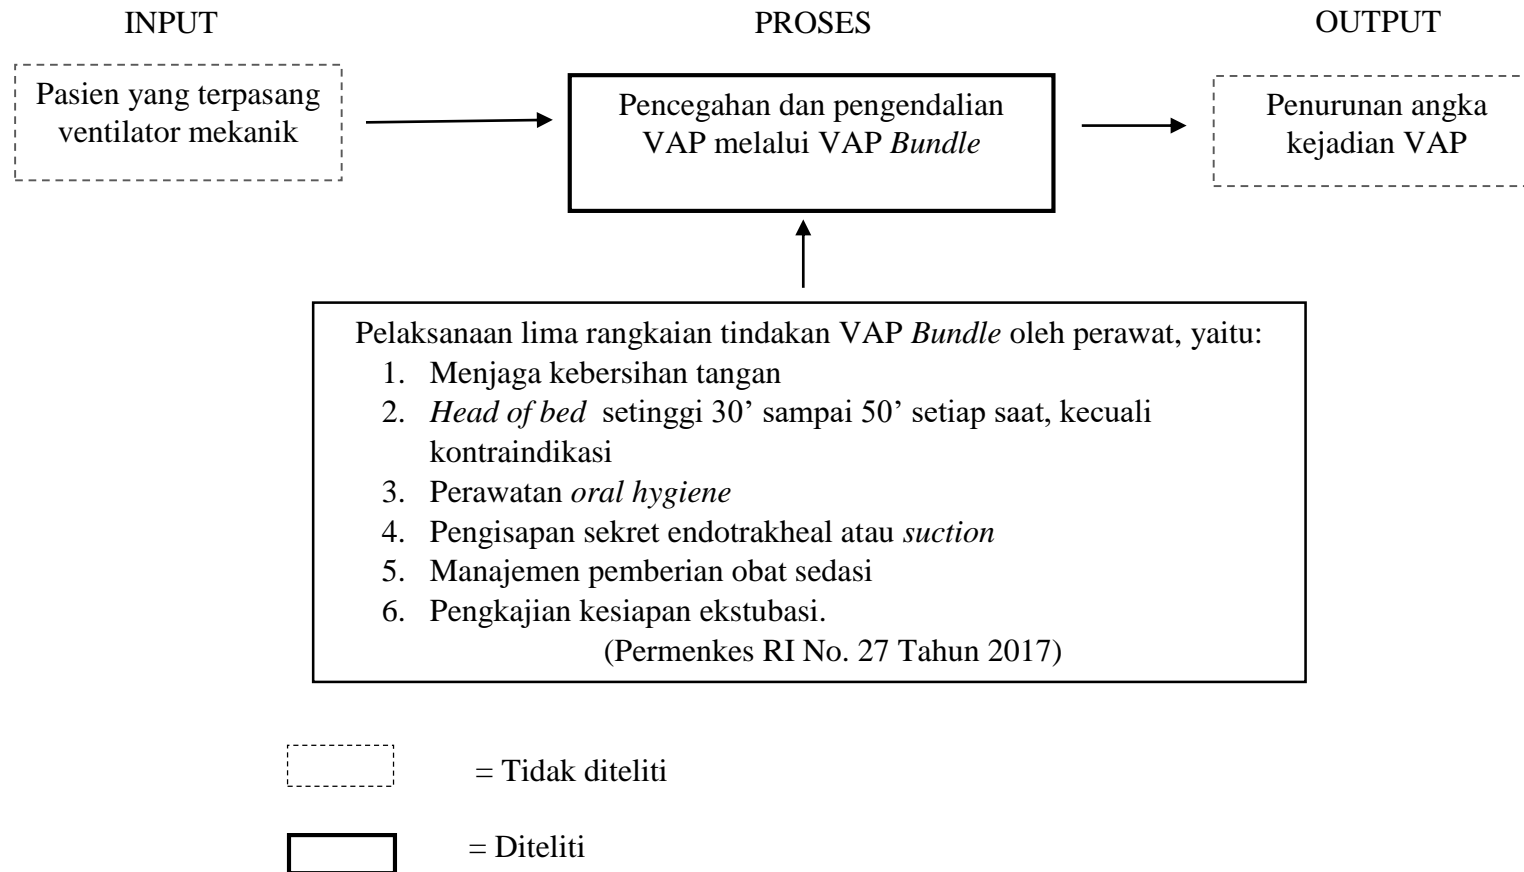 INPUT
PROSES
OUTPUT
Pasien yang terpasang
ventilator mekanik
Pencegahan dan pengendalian
VAP melalui VAP Bundle
Penurunan angka
kejadian VAP
Pelaksanaan lima rangkaian tindakan VAP Bundle oleh perawat, yaitu:
1. Menjaga kebersihan tangan
2. Head of bed setinggi 30’ sampai 50’ setiap saat, kecuali
kontraindikasi
3. Perawatan oral hygiene
4. Pengisapan sekret endotrakheal atau suction
5. Manajemen pemberian obat sedasi
6. Pengkajian kesiapan ekstubasi.
(Permenkes RI No. 27 Tahun 2017)
= Tidak diteliti
= Diteliti